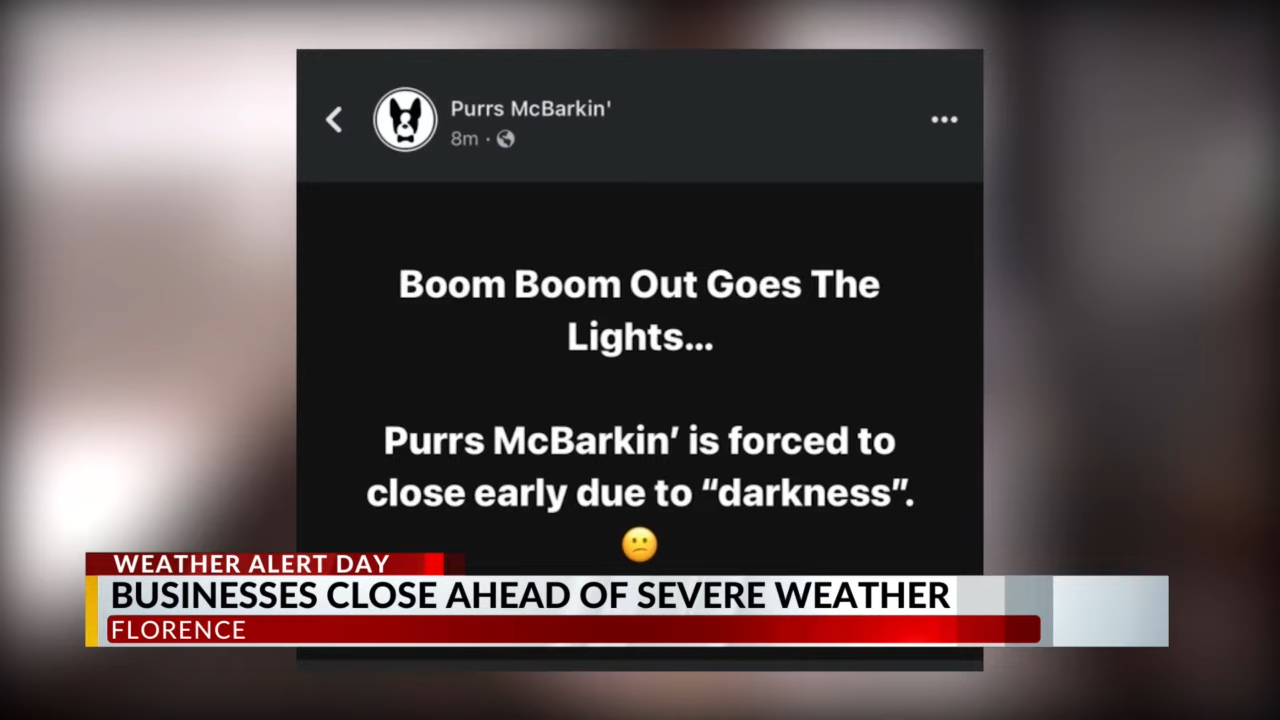 Purrs McBarkin'
8m ·
Boom Boom Out Goes The
Lights...
Purrs McBarkin’ is forced to
close early due to “darkness”.
WEATHER ALERT DAY
BUSINESSES CLOSE AHEAD OF SEVERE WEATHER
FLORENCE